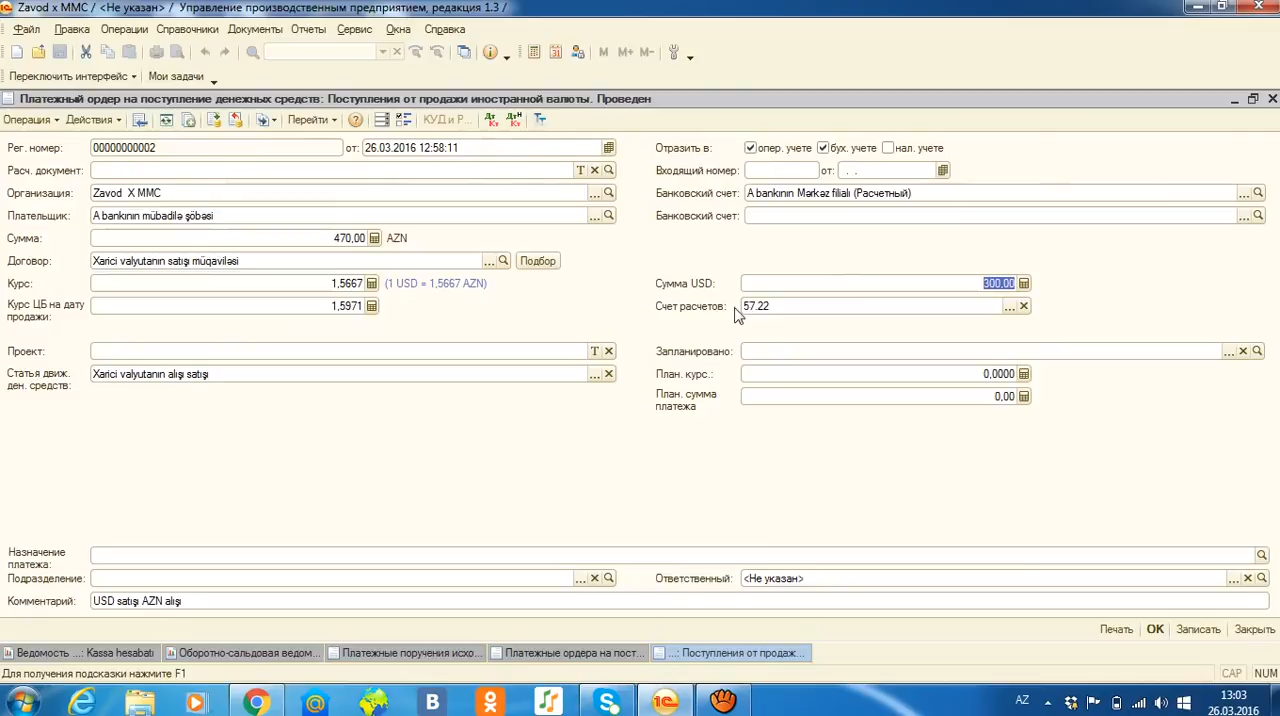 Zavod x MMC / <Не указан> / Управление производственным предприятием, редакция 1.3 /
Файл Правка Операции Справочники Документы Отчеты Сервис Окна Справка
M M+ M-
Переключить интерфейс Мои задачи
Платежный ордер на поступление денежных средств: Поступления от продажи иностранной валюты. Проведен
Операция Действия Перейти КУД и Р...
Рег. номер: 00000000002 от: 26.03.2016 12:58:11 Отразить в: опер. учете бух. учете нал. учете
Расч. документ: T Входящий номер: от: . .
Организация: Zavod X MMC Банковский счет: A bankının Mərkəz filialı (Расчетный)
Плательщик: A bankının mübadilə şöbəsi Банковский счет:
Сумма: 470,00 AZN
Договор: Xarici valyutanın satışı müqaviləsi Подбор
Курс: 1,5667 (1 USD = 1,5667 AZN) Сумма USD: 300,00
Курс ЦБ на дату продажи: 1,5971 Счет расчетов: 57.22
Проект: T Запланировано:
Статья движ. ден. средств: Xarici valyutanın alışı satışı План. курс.: 0,0000
План. сумма платежа 0,00
Назначение платежа:
Подразделение: Ответственный: <Не указан>
Комментарий: USD satışı AZN alışı
Печать OK Записать Закрыть
Ведомость ...: Kassa hesabatı Оборотно-сальдовая ведом... Платежные поручения исхо... Платежные ордера на пост... ...: Поступления от продаж...
Для получения подсказки нажмите F1 CAP NUM
AZ 13:03
26.03.2016